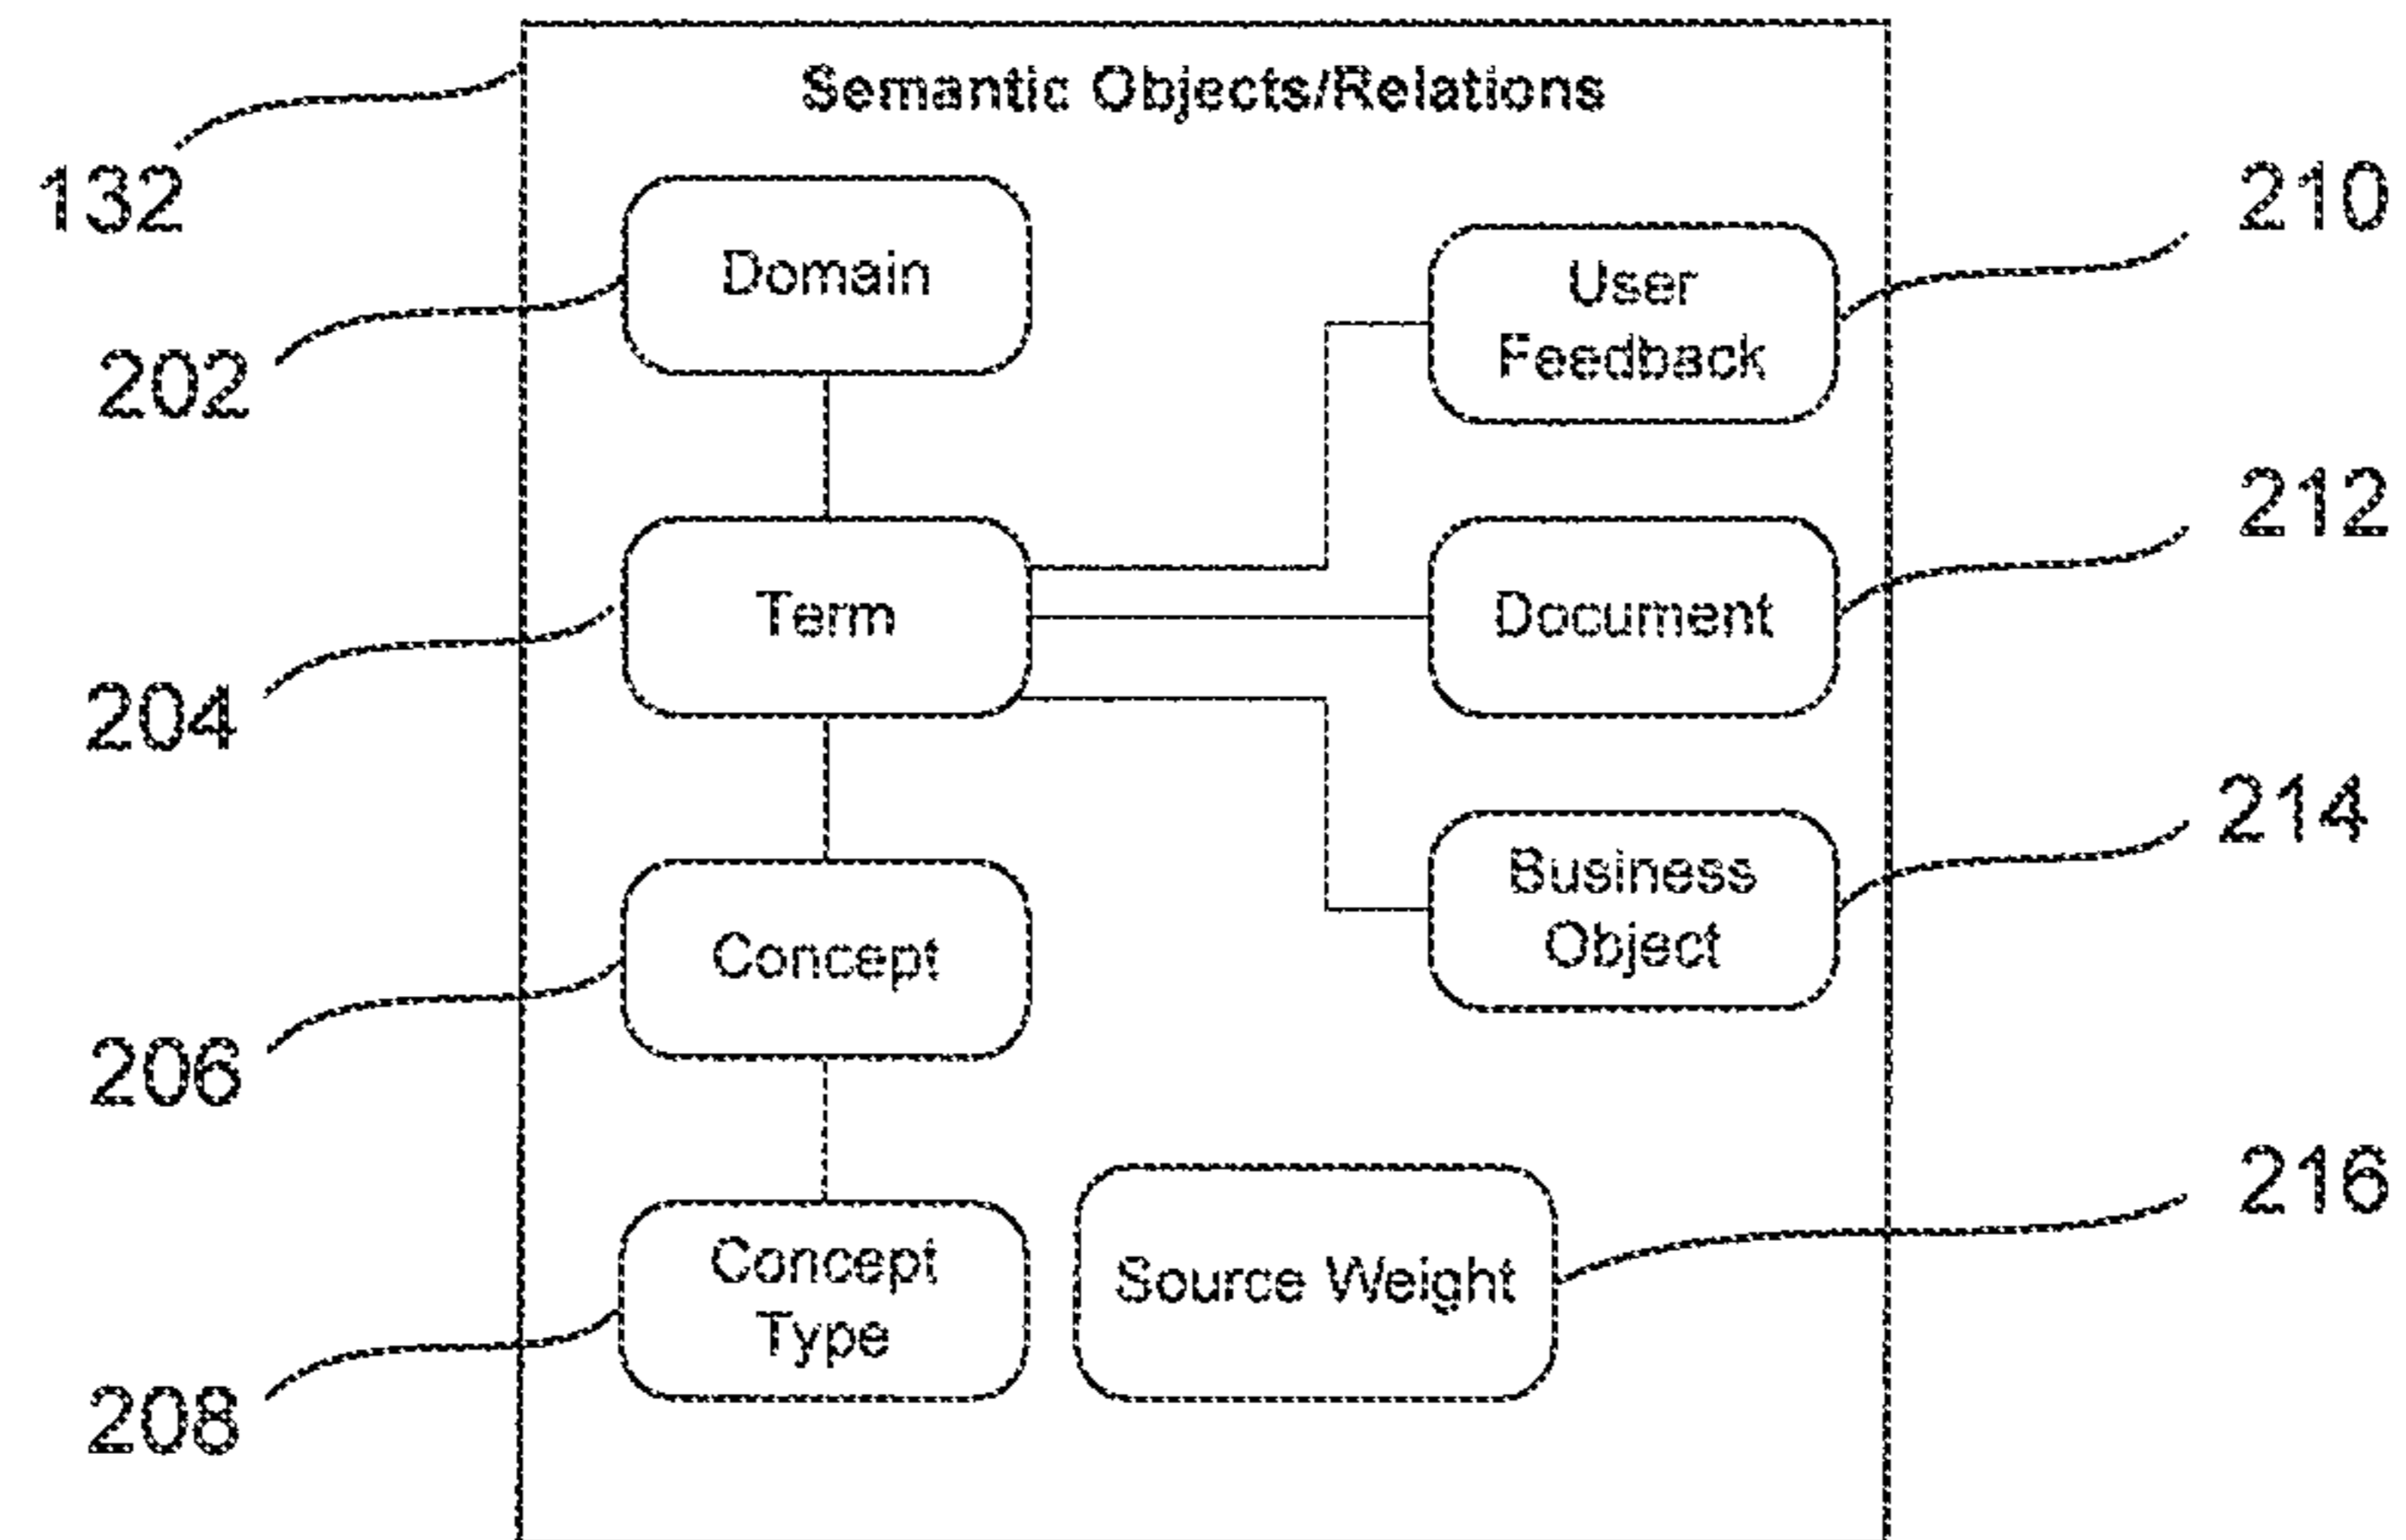 Semantic Objects/Relations
132
Domain
202
User
Feedback
210
Term
204
Document
212
Concept
206
Business
Object
214
Concept
Type
208
Source Weight
216